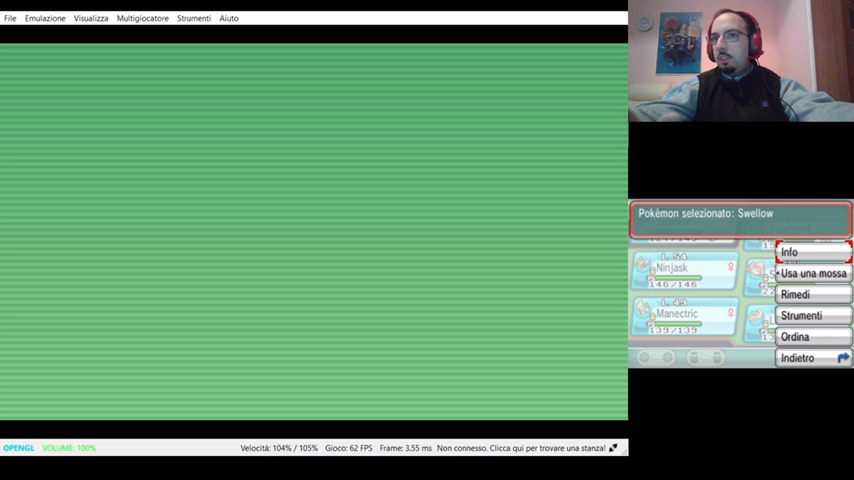 File Emulazione Visualizza Multigiocatore Strumenti Aiuto
Pokémon selezionato: Swellow
Info
L. 54
Ninjask ♀
146/146
Usa una mossa
Rimedi
L. 49
Manectric ♀
139/139
Strumenti
Ordina
Indietro
OPENGL VOLUME: 100% Velocità: 104% / 105% Gioco: 62 FPS Frame: 3.55 ms Non connesso. Clicca qui per trovare una stanza!